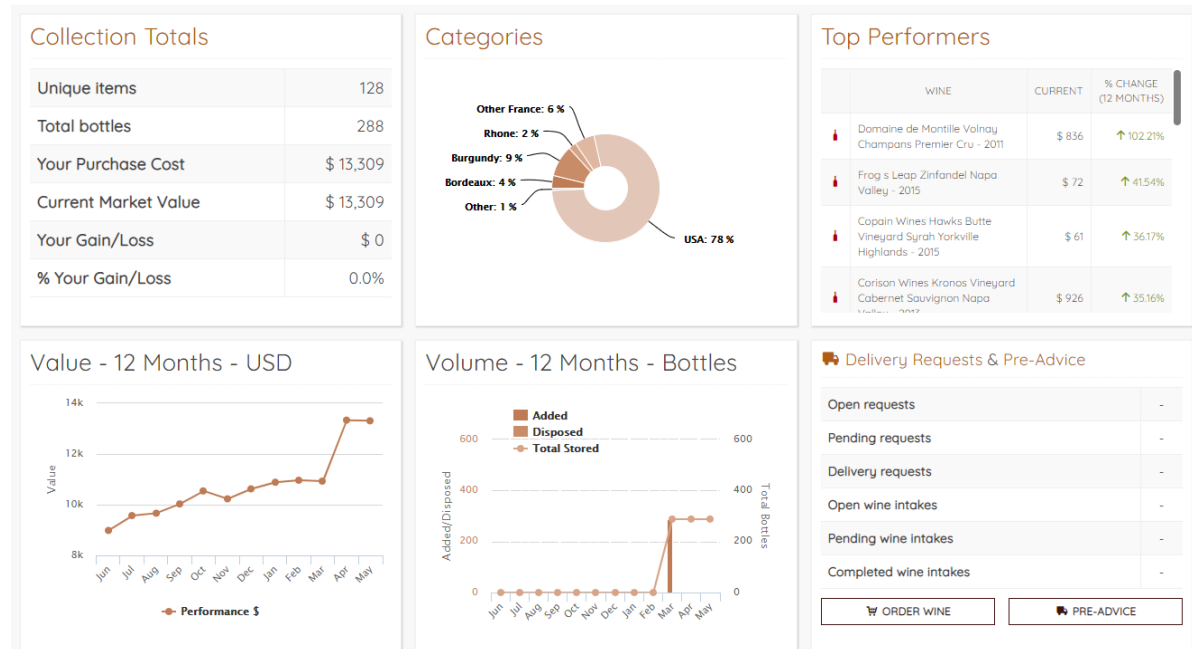 Collection Totals
Unique items 128
Total bottles 288
Your Purchase Cost $ 13,309
Current Market Value $ 13,309
Your Gain/Loss $ 0
% Your Gain/Loss 0.0%
Categories
Other France: 6 %
Rhone: 2 %
Burgundy: 9 %
Bordeaux: 4 %
Other: 1 %
USA: 78 %
Top Performers
WINE CURRENT % CHANGE
(12 MONTHS)
Domaine de Montille Volnay
Champans Premier Cru - 2011
$ 836 102.21%
Frog s Leap Zinfandel Napa
Valley - 2015
$ 72 41.54%
Copain Wines Hawks Butte
Vineyard Syrah Yorkville
Highlands - 2015
$ 61 36.17%
Corison Wines Kronos Vineyard
Cabernet Sauvignon Napa
Valley - 2013
$ 926 35.16%
Value - 12 Months - USD
14k
12k
10k
8k
Value
Jun Jul Aug Sep Oct Nov Dec Jan Feb Mar Apr May
Performance $
Volume - 12 Months - Bottles
Added
Disposed
Total Stored
600 600
400 400
200 200
0 0
Added/Disposed
Total Bottles
Jun Jul Aug Sep Oct Nov Dec Jan Feb Mar Apr May
Delivery Requests & Pre-Advice
Open requests -
Pending requests -
Delivery requests -
Open wine intakes -
Pending wine intakes -
Completed wine intakes -
ORDER WINE
PRE-ADVICE